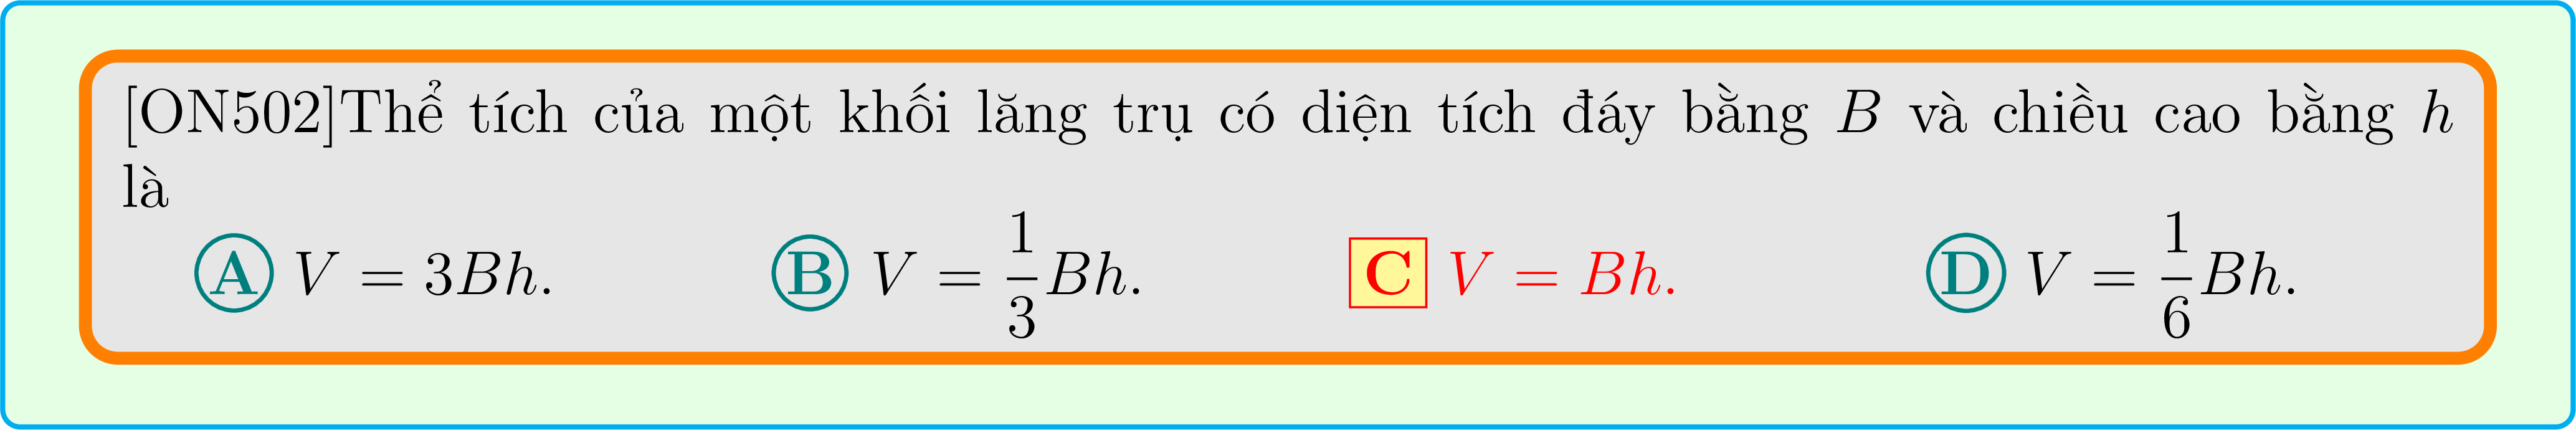 [ON502]Thể tích của một khối lăng trụ có diện tích đáy bằng B và chiều cao bằng h
là
A V = 3Bh. B V = \frac{1}{3}Bh. C V = Bh. D V = \frac{1}{6}Bh.